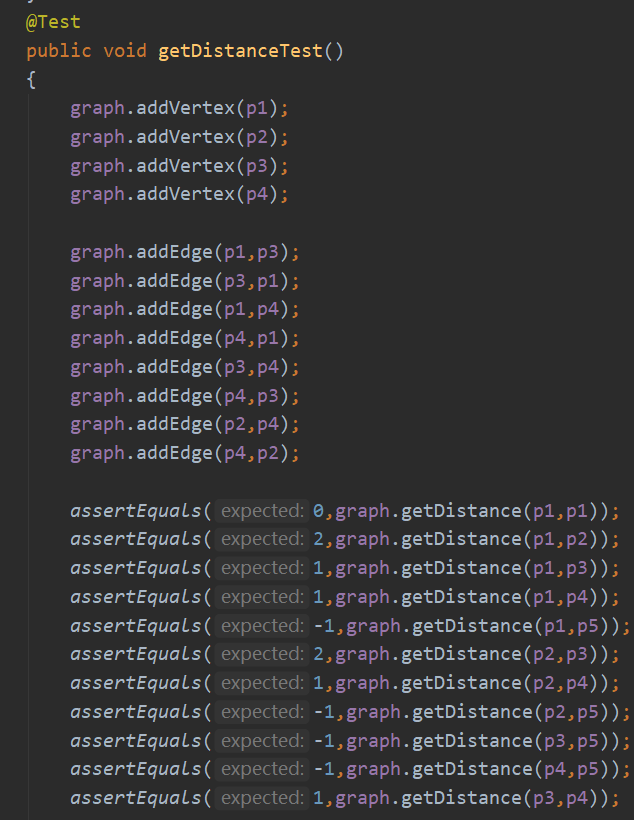 @Test
public void getDistanceTest()
{
graph.addVertex(p1);
graph.addVertex(p2);
graph.addVertex(p3);
graph.addVertex(p4);
graph.addEdge(p1,p3);
graph.addEdge(p3,p1);
graph.addEdge(p1,p4);
graph.addEdge(p4,p1);
graph.addEdge(p3,p4);
graph.addEdge(p4,p3);
graph.addEdge(p2,p4);
graph.addEdge(p4,p2);
assertEquals( expected: 0,graph.getDistance(p1,p1));
assertEquals( expected: 2,graph.getDistance(p1,p2));
assertEquals( expected: 1,graph.getDistance(p1,p3));
assertEquals( expected: 1,graph.getDistance(p1,p4));
assertEquals( expected: -1,graph.getDistance(p1,p5));
assertEquals( expected: 2,graph.getDistance(p2,p3));
assertEquals( expected: 1,graph.getDistance(p2,p4));
assertEquals( expected: -1,graph.getDistance(p2,p5));
assertEquals( expected: -1,graph.getDistance(p3,p5));
assertEquals( expected: -1,graph.getDistance(p4,p5));
assertEquals( expected: 1,graph.getDistance(p3,p4));